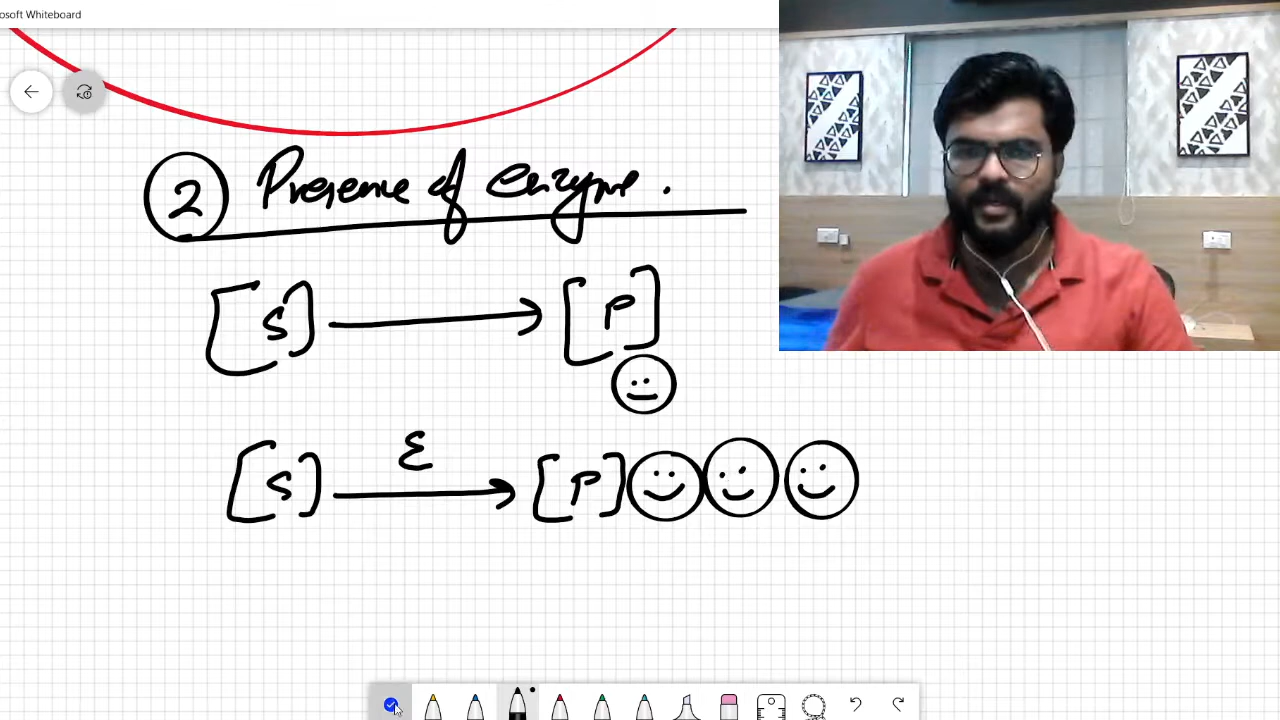 osoft Whiteboard
2 Presence of enzyme.
[S] → [P]
E
[S] → [P]